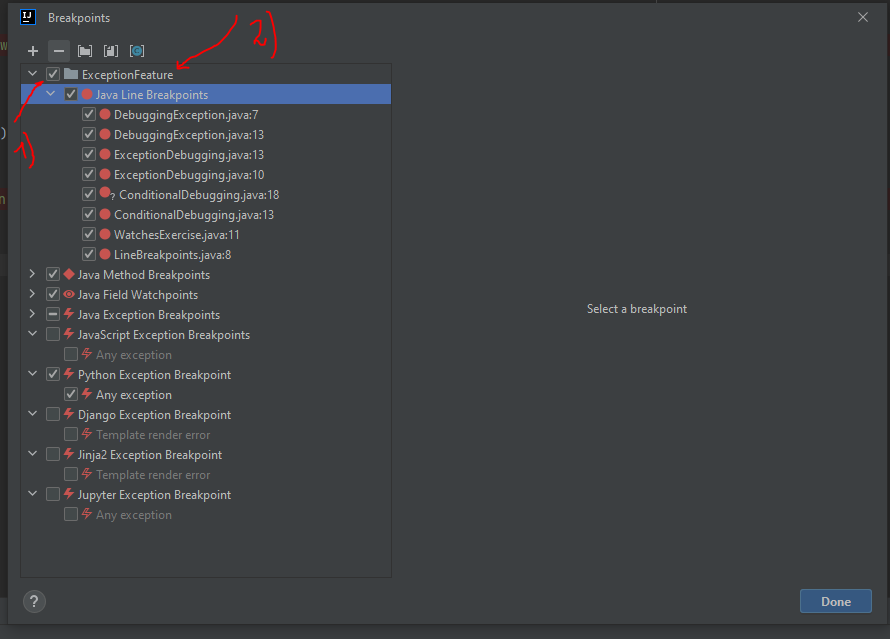 IJ Breakpoints
2)
ExceptionFeature
Java Line Breakpoints
DebuggingException.java:7
1)
DebuggingException.java:13
ExceptionDebugging.java:13
ExceptionDebugging.java:10
? ConditionalDebugging.java:18
ConditionalDebugging.java:13
WatchesExercise.java:11
LineBreakpoints.java:8
Java Method Breakpoints
Java Field Watchpoints
Java Exception Breakpoints
Select a breakpoint
JavaScript Exception Breakpoints
Any exception
Python Exception Breakpoint
Any exception
Django Exception Breakpoint
Template render error
Jinja2 Exception Breakpoint
Template render error
Jupyter Exception Breakpoint
Any exception
?
Done